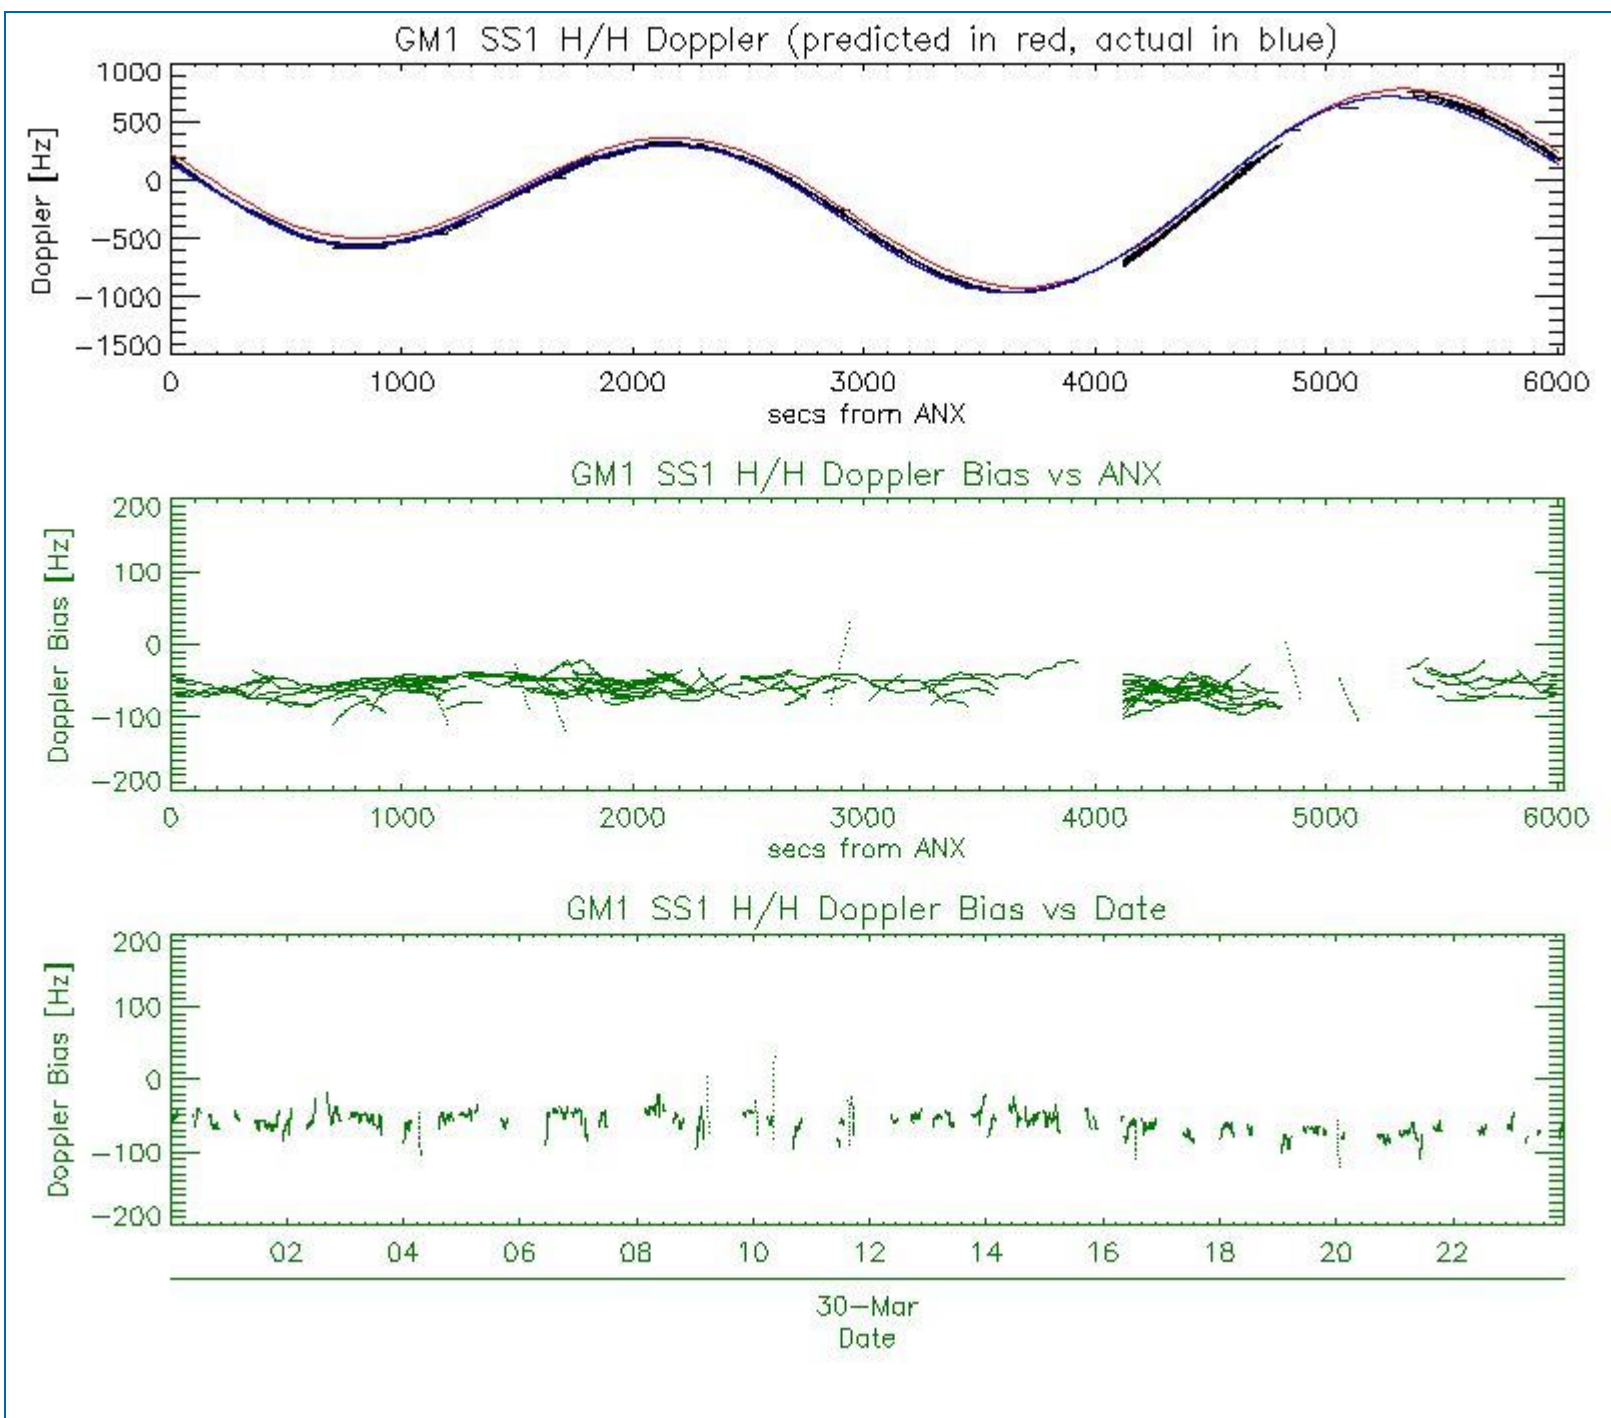 GM1 SS1 H/H Doppler (predicted in red, actual in blue)
Doppler [Hz]
1000
500
0
−500
−1000
−1500
0 1000 2000 3000 4000 5000 6000
secs from ANX
GM1 SS1 H/H Doppler Bias vs ANX
Doppler Bias [Hz]
200
100
0
−100
−200
0 1000 2000 3000 4000 5000 6000
secs from ANX
GM1 SS1 H/H Doppler Bias vs Date
Doppler Bias [Hz]
200
100
0
−100
−200
02 04 06 08 10 12 14 16 18 20 22
30−Mar
Date